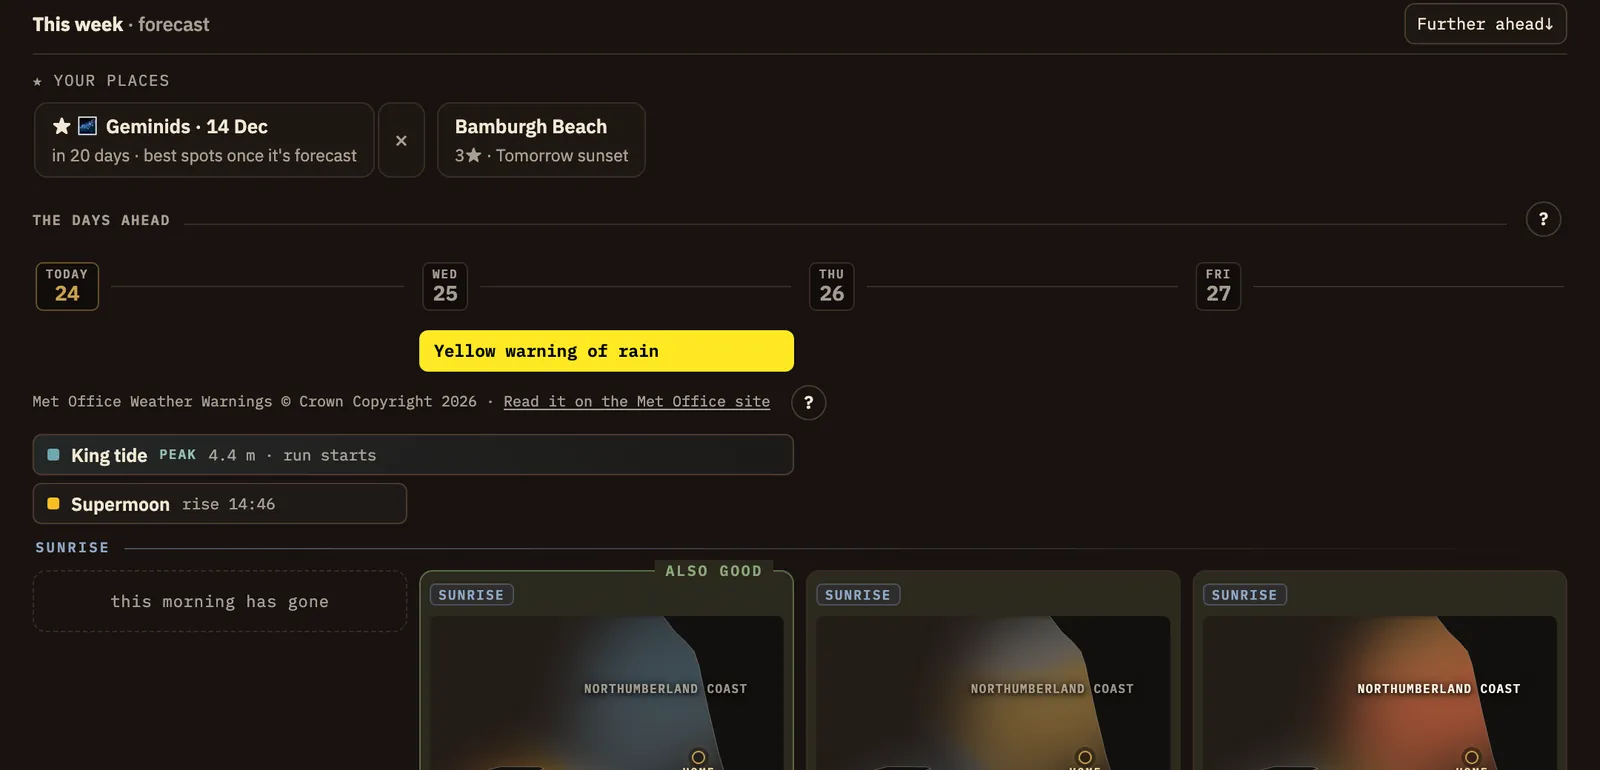 This week · forecast
Further ahead↓
★ YOUR PLACES
★ Geminids · 14 Dec
in 20 days · best spots once it's forecast
×
Bamburgh Beach
3★ · Tomorrow sunset
THE DAYS AHEAD
?
TODAY
24
WED
25
THU
26
FRI
27
Yellow warning of rain
Met Office Weather Warnings © Crown Copyright 2026 · Read it on the Met Office site
?
King tide PEAK 4.4 m · run starts
Supermoon rise 14:46
SUNRISE
this morning has gone
ALSO GOOD
SUNRISE
NORTHUMBERLAND COAST
HOME
SUNRISE
NORTHUMBERLAND COAST
HOME
SUNRISE
NORTHUMBERLAND COAST
HOME